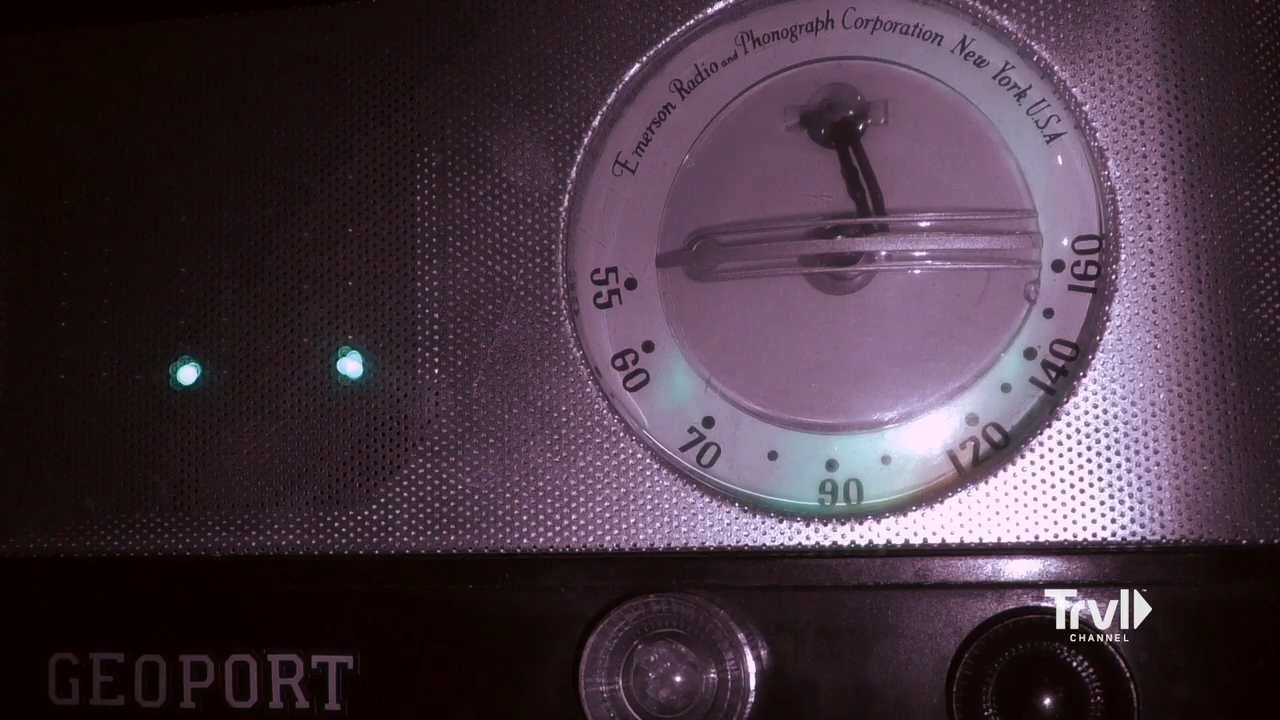 Emerson Radio and Phonograph Corporation New York, U.S.A
55
60
70
90
120
140
160
GEOPORT
Trvl
CHANNEL